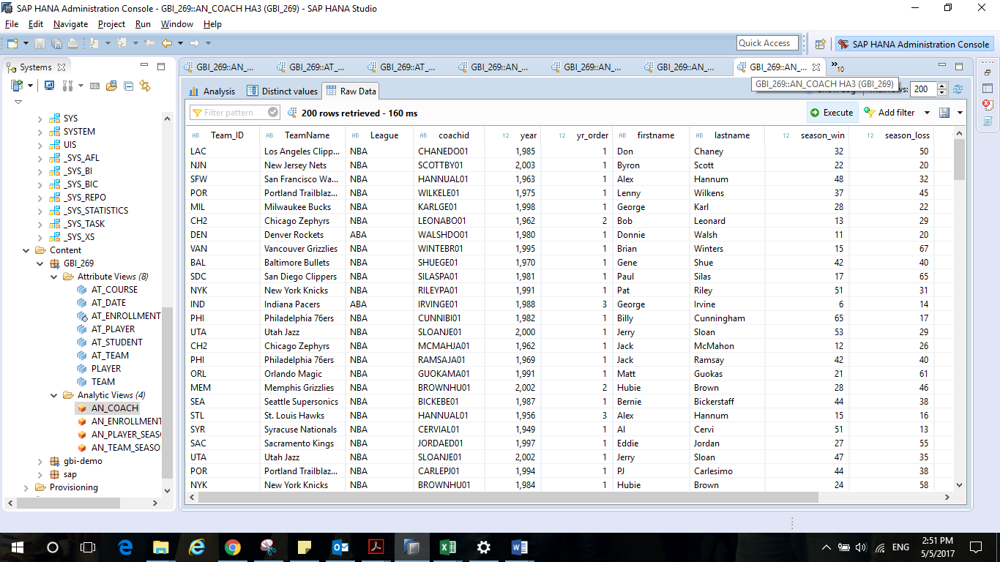 SAP HANA Administration Console - GBI_269::AN_COACH HA3 (GBI_269) - SAP HANA Studio
File Edit Navigate Project Run Window Help
Quick Access
SAP HANA Administration Console
Systems
SQL
SYS
SYSTEM
UIS
_SYS_AFL
_SYS_BI
_SYS_BIC
_SYS_REPO
_SYS_STATISTICS
_SYS_TASK
_SYS_XS
Content
GBI_269
Attribute Views (8)
AT_COURSE
AT_DATE
AT_ENROLLMENT
AT_PLAYER
AT_STUDENT
AT_TEAM
PLAYER
TEAM
Analytic Views (4)
AN_COACH
AN_ENROLLMENT
AN_PLAYER_SEASO
AN_TEAM_SEASO
gbi-demo
sap
Provisioning
GBI_269::AN_... GBI_269::AT_... GBI_269::AT_... GBI_269::AN_... GBI_269::AN_... GBI_269::AN_... GBI_269::AN_... »10
GBI_269::AN_COACH HA3 (GBI_269)
Analysis Distinct values Raw Data rows: 200
Filter pattern 200 rows retrieved - 160 ms Execute Add filter
AB Team_ID AB TeamName AB League AB coachid 12 year 12 yr_order AB firstname AB lastname 12 season_win 12 season_loss
LAC Los Angeles Clipp... NBA CHANEDO01 1,985 1 Don Chaney 32 50
NJN New Jersey Nets NBA SCOTTBY01 2,003 1 Byron Scott 22 20
SFW San Francisco Wa... NBA HANNUAL01 1,963 1 Alex Hannum 48 32
POR Portland Trailblaz... NBA WILKELE01 1,975 1 Lenny Wilkens 37 45
MIL Milwaukee Bucks NBA KARLGE01 1,998 1 George Karl 28 22
CH2 Chicago Zephyrs NBA LEONABO01 1,962 2 Bob Leonard 13 29
DEN Denver Rockets ABA WALSHDO01 1,980 1 Donnie Walsh 11 20
VAN Vancouver Grizzlies NBA WINTEBR01 1,995 1 Brian Winters 15 67
BAL Baltimore Bullets NBA SHUEGE01 1,970 1 Gene Shue 42 40
SDC San Diego Clippers NBA SILASPA01 1,981 1 Paul Silas 17 65
NYK New York Knicks NBA RILEYPA01 1,991 1 Pat Riley 51 31
IND Indiana Pacers ABA IRVINGE01 1,988 3 George Irvine 6 14
PHI Philadelphia 76ers NBA CUNNIBI01 1,982 1 Billy Cunningham 65 17
UTA Utah Jazz NBA SLOANJE01 2,000 1 Jerry Sloan 53 29
CH2 Chicago Zephyrs NBA MCMAHJA01 1,962 1 Jack McMahon 12 26
PHI Philadelphia 76ers NBA RAMSAJA01 1,969 1 Jack Ramsay 42 40
ORL Orlando Magic NBA GUOKAMA01 1,991 1 Matt Guokas 21 61
MEM Memphis Grizzlies NBA BROWNHU01 2,002 2 Hubie Brown 28 46
SEA Seattle Supersonics NBA BICKEBE01 1,987 1 Bernie Bickerstaff 44 38
STL St. Louis Hawks NBA HANNUAL01 1,956 3 Alex Hannum 15 16
SYR Syracuse Nationals NBA CERVIAL01 1,949 1 Al Cervi 51 13
SAC Sacramento Kings NBA JORDAED01 1,997 1 Eddie Jordan 27 55
UTA Utah Jazz NBA SLOANJE01 2,002 1 Jerry Sloan 47 35
POR Portland Trailblaz... NBA CARLEPJ01 1,994 1 PJ Carlesimo 44 38
NYK New York Knicks NBA BROWNHU01 1,984 1 Hubie Brown 24 58
ENG
2:51 PM
5/5/2017